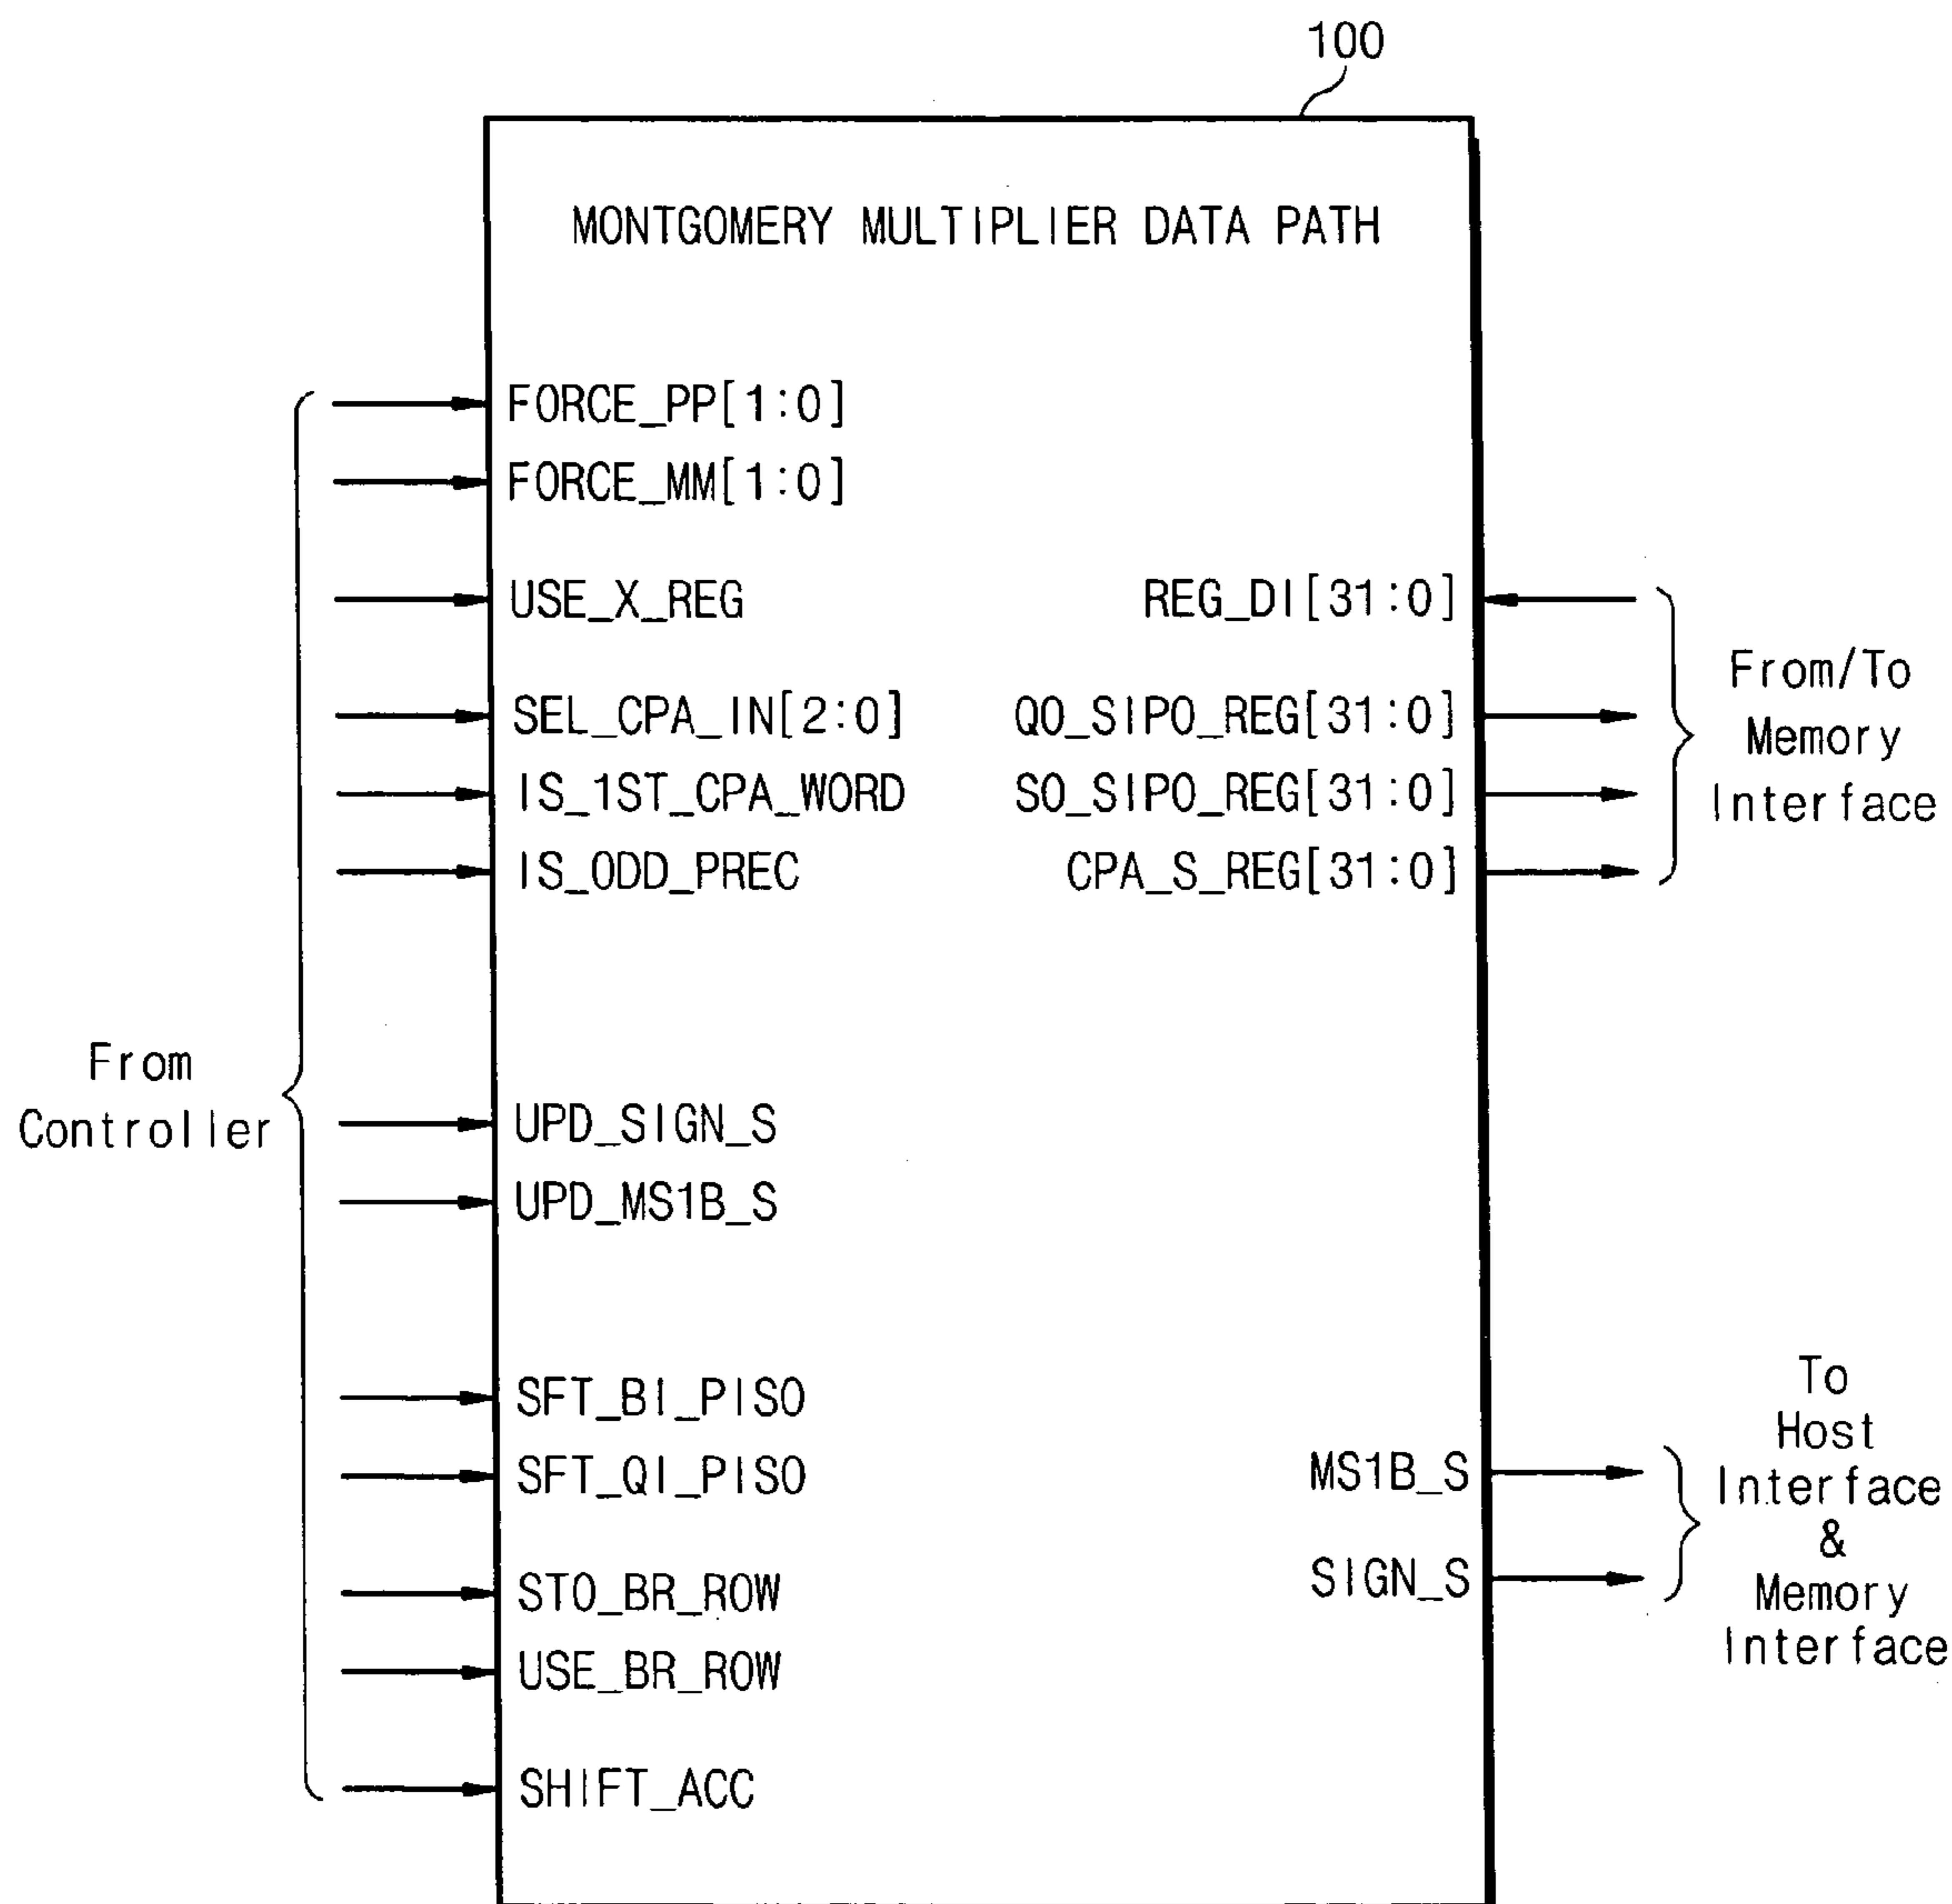 100
MONTGOMERY MULTIPLIER DATA PATH
FORCE_PP[1:0]
FORCE_MM[1:0]
USE_X_REG
SEL_CPA_IN[2:0]
IS_1ST_CPA_WORD
IS_ODD_PREC
UPD_SIGN_S
UPD_MS1B_S
SFT_BI_PISO
SFT_QI_PISO
STO_BR_ROW
USE_BR_ROW
SHIFT_ACC
From
Controller
REG_DI[31:0]
QO_SIPO_REG[31:0]
SO_SIPO_REG[31:0]
CPA_S_REG[31:0]
From/To
Memory
Interface
MS1B_S
SIGN_S
To
Host
Interface
&
Memory
Interface